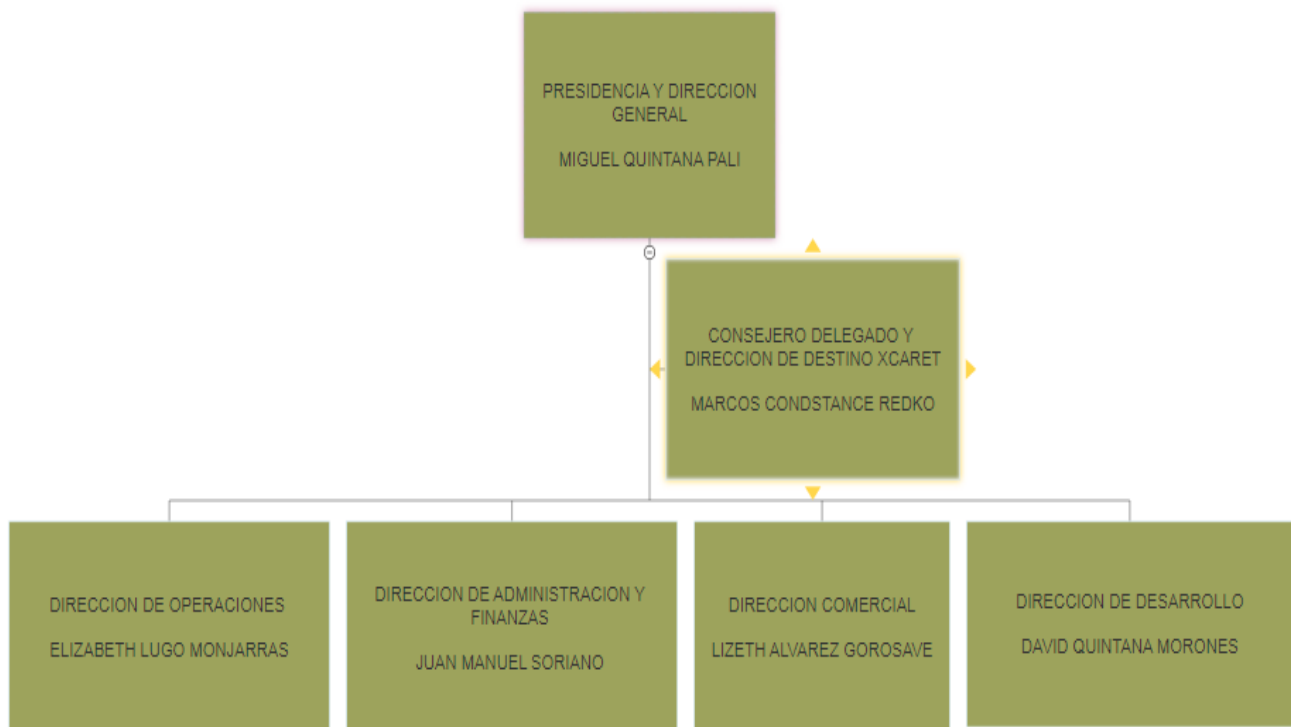 PRESIDENCIA Y DIRECCION
GENERAL
MIGUEL QUINTANA PALI
CONSEJERO DELEGADO Y
DIRECCION DE DESTINO XCARET
MARCOS CONDSTANCE REDKO
DIRECCION DE OPERACIONES
ELIZABETH LUGO MONJARRAS
DIRECCION DE ADMINISTRACION Y
FINANZAS
JUAN MANUEL SORIANO
DIRECCION COMERCIAL
LIZETH ALVAREZ GOROSAVE
DIRECCION DE DESARROLLO
DAVID QUINTANA MORONES